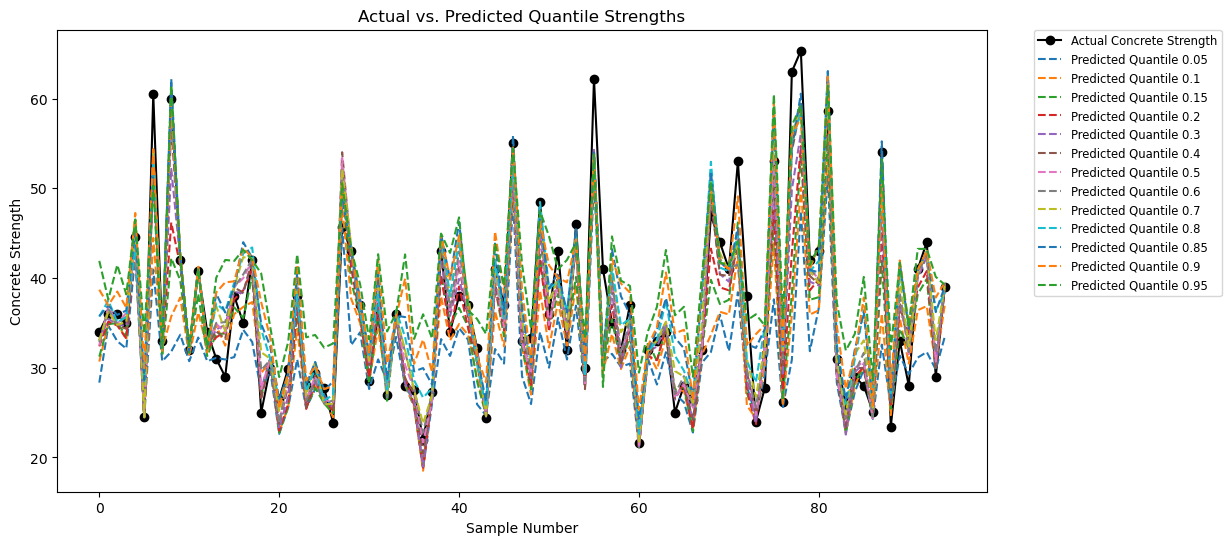 Actual vs. Predicted Quantile Strengths
Concrete Strength
60
50
40
30
20
0
20
40
60
80
Sample Number
Actual Concrete Strength
Predicted Quantile 0.05
Predicted Quantile 0.1
Predicted Quantile 0.15
Predicted Quantile 0.2
Predicted Quantile 0.3
Predicted Quantile 0.4
Predicted Quantile 0.5
Predicted Quantile 0.6
Predicted Quantile 0.7
Predicted Quantile 0.8
Predicted Quantile 0.85
Predicted Quantile 0.9
Predicted Quantile 0.95